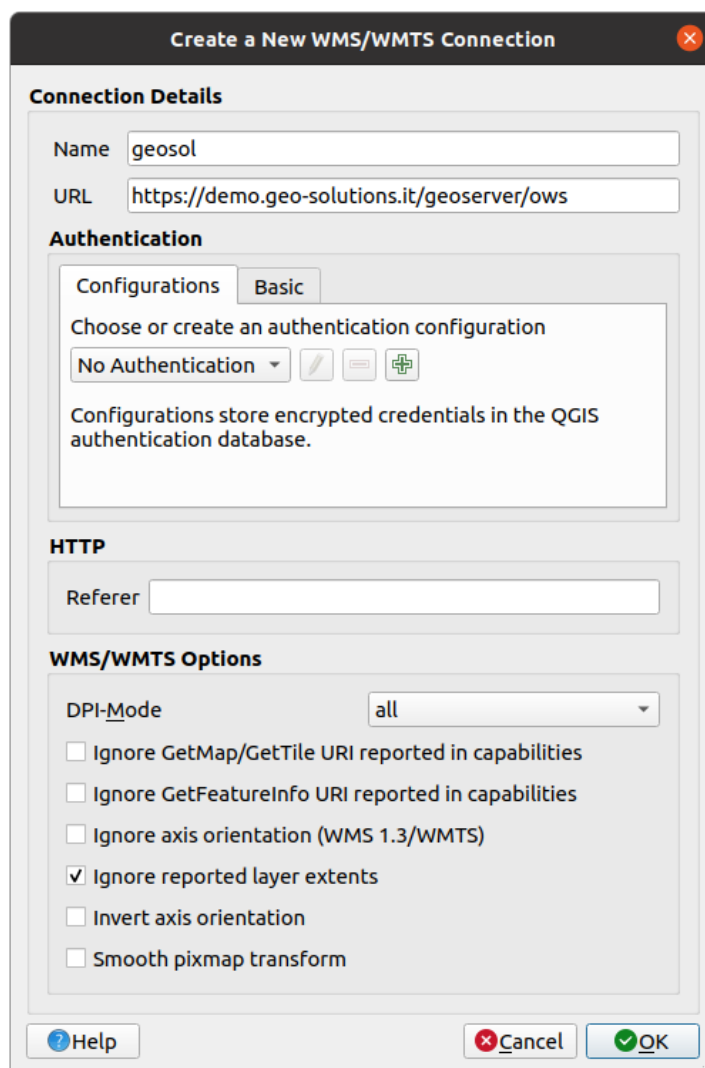 Create a New WMS/WMTS Connection
Connection Details
Name geosol
URL https://demo.geo-solutions.it/geoserver/ows
Authentication
Configurations Basic
Choose or create an authentication configuration
No Authentication
Configurations store encrypted credentials in the QGIS
authentication database.
HTTP
Referer
WMS/WMTS Options
DPI-Mode all
Ignore GetMap/GetTile URI reported in capabilities
Ignore GetFeatureInfo URI reported in capabilities
Ignore axis orientation (WMS 1.3/WMTS)
Ignore reported layer extents
Invert axis orientation
Smooth pixmap transform
Help Cancel OK